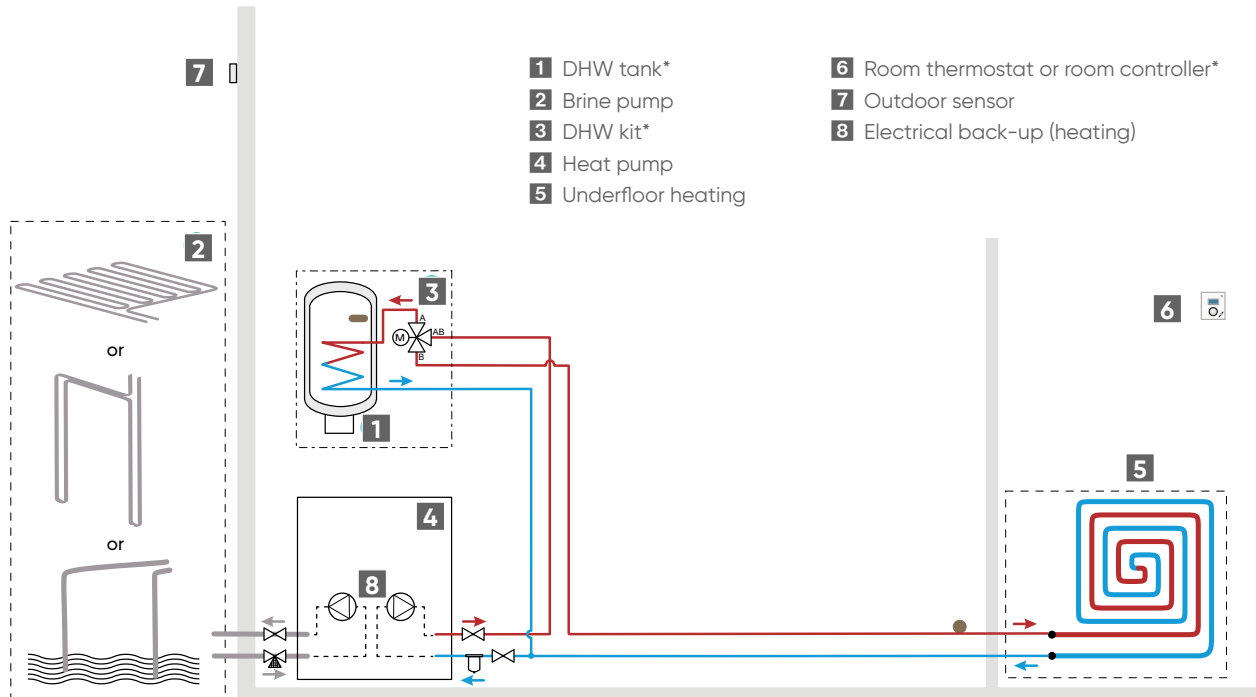 1 DHW tank*
2 Brine pump
3 DHW kit*
4 Heat pump
5 Underfloor heating
6 Room thermostat or room controller*
7 Outdoor sensor
8 Electrical back-up (heating)
7
2
or
or
3
A
M
AB
B
1
4
8
6
5